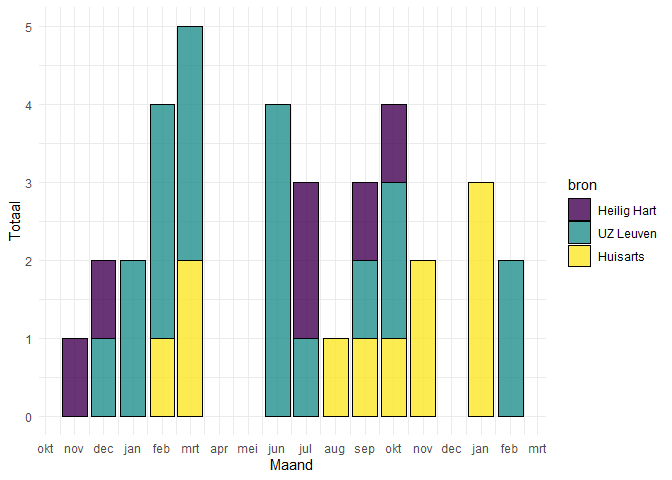 Totaal
5
4
3
2
1
0
okt nov dec jan feb mrt apr mei jun jul aug sep okt nov dec jan feb mrt
Maand
bron
Heilig Hart
UZ Leuven
Huisarts